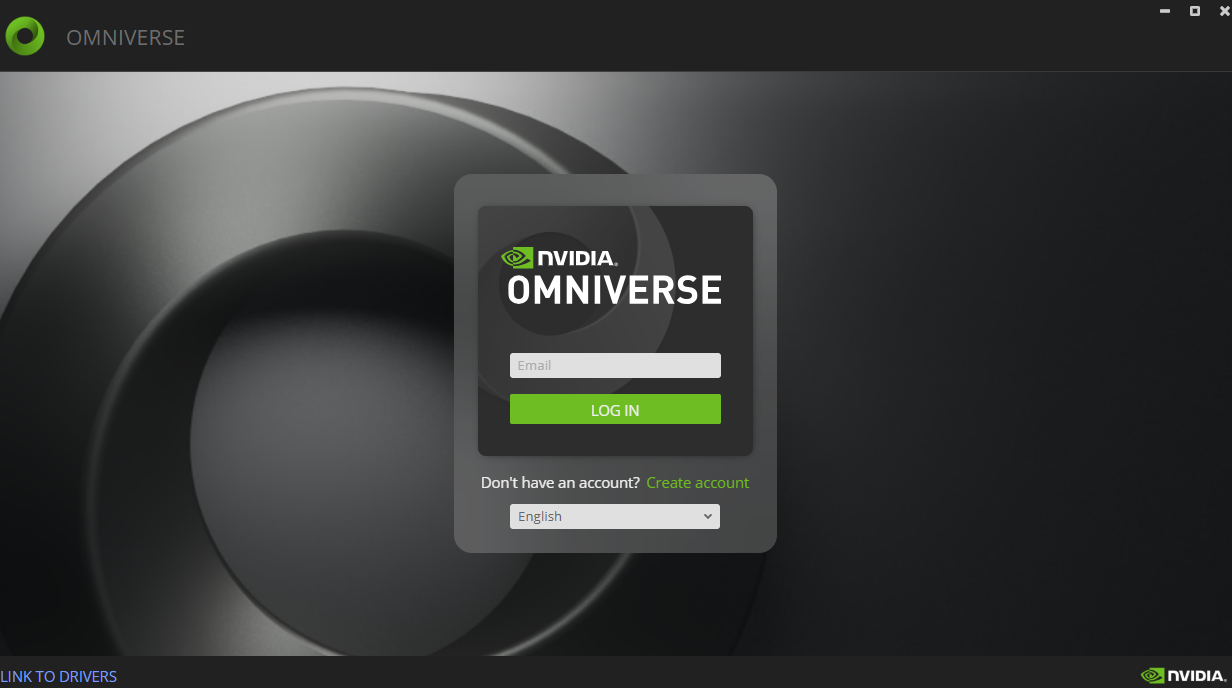 OMNIVERSE
NVIDIA.
OMNIVERSE
Email
LOG IN
Don't have an account? Create account
English
LINK TO DRIVERS
NVIDIA.